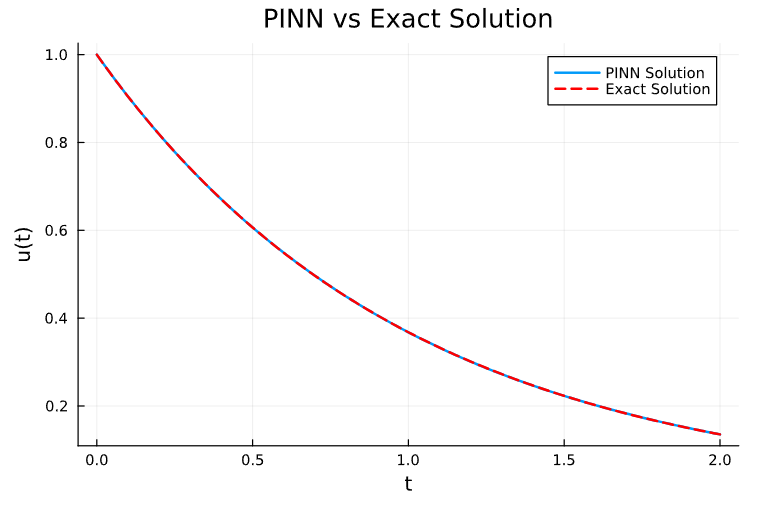 PINN vs Exact Solution
PINN Solution
Exact Solution
1.0
0.8
0.6
0.4
0.2
u(t)
0.0 0.5 1.0 1.5 2.0
t